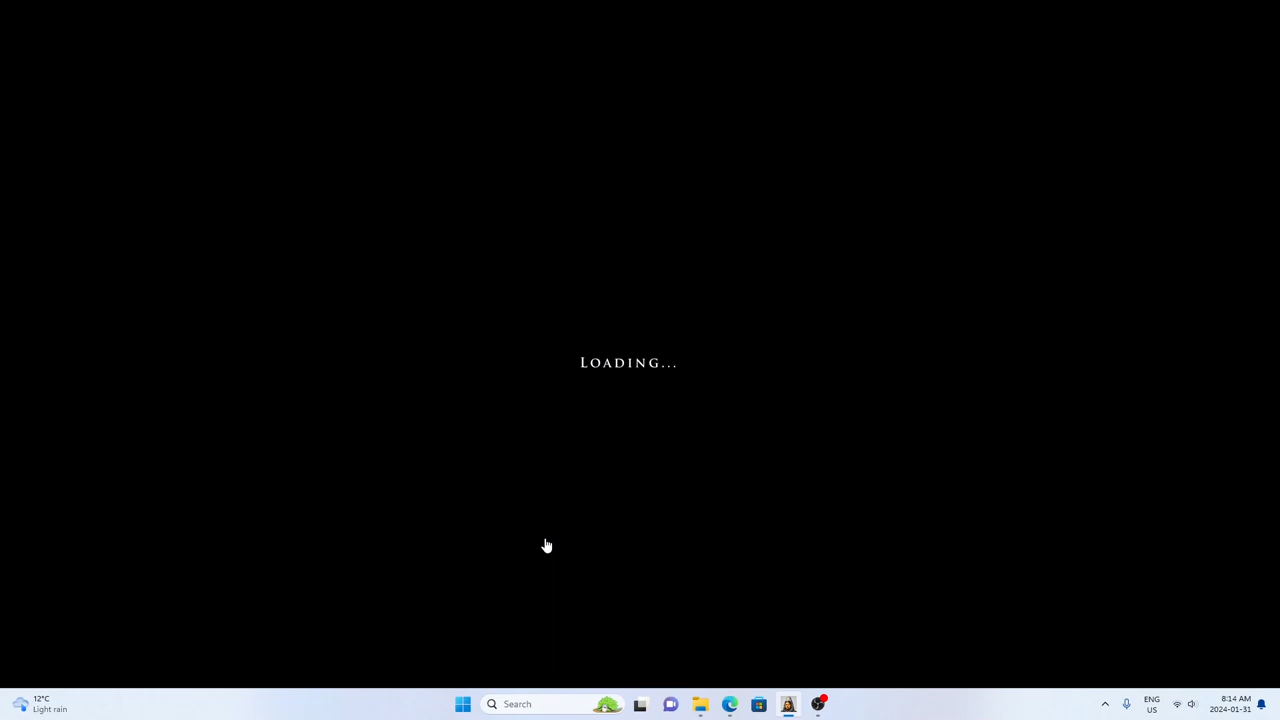 LOADING...
12°C
Light rain
Search
ENG
US
8:14 AM
2024-01-31